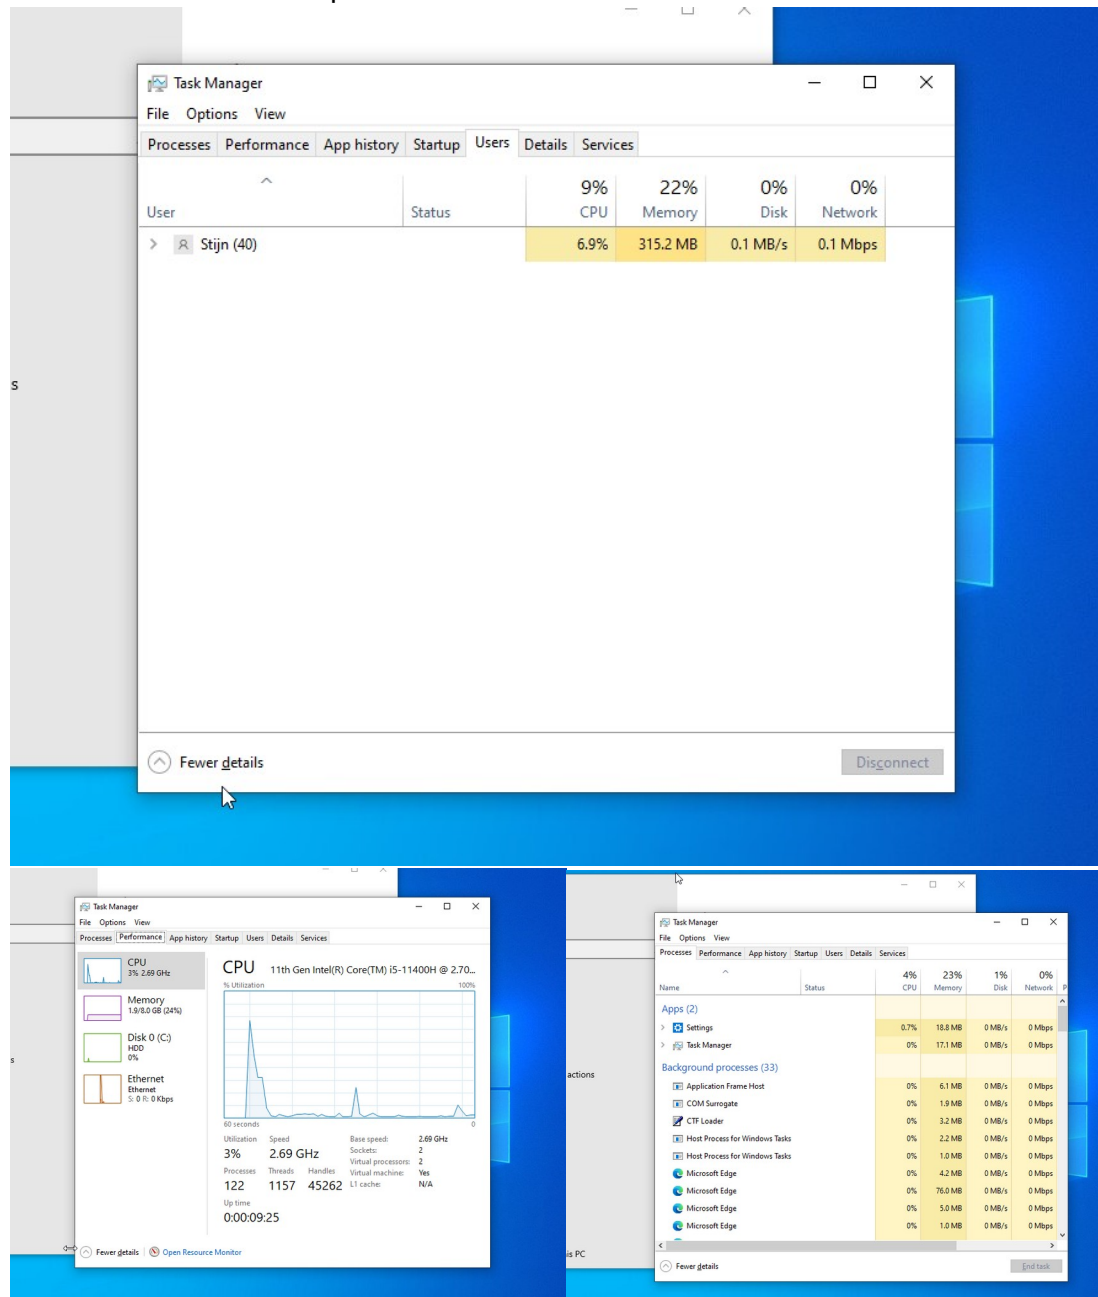 Task Manager
File Options View
Processes Performance App history Startup Users Details Services
9% 22% 0% 0%
User Status CPU Memory Disk Network
Stijn (40) 6.9% 315.2 MB 0.1 MB/s 0.1 Mbps
s
Fewer details Disconnect
Task Manager
File Options View
Processes Performance App history Startup Users Details Services
CPU
3% 2.69 GHz
Memory
1.9/8.0 GB (24%)
Disk 0 (C:)
HDD
0%
Ethernet
Ethernet
S: 0 R: 0 Kbps
s
CPU 11th Gen Intel(R) Core(TM) i5-11400H @ 2.70...
% Utilization 100%
60 seconds 0
Utilization Speed
3% 2.69 GHz
Processes Threads Handles
122 1157 45262
Up time
0:00:09:25
Base speed: 2.69 GHz
Sockets: 2
Virtual processors: 2
Virtual machine: Yes
L1 cache: N/A
Fewer details Open Resource Monitor
Task Manager
File Options View
Processes Performance App history Startup Users Details Services
4% 23% 1% 0%
Name Status CPU Memory Disk Network P
Apps (2)
Settings 0.7% 18.8 MB 0 MB/s 0 Mbps
Task Manager 0% 17.1 MB 0 MB/s 0 Mbps
Background processes (33)
Application Frame Host 0% 6.1 MB 0 MB/s 0 Mbps
COM Surrogate 0% 1.9 MB 0 MB/s 0 Mbps
CTF Loader 0% 3.2 MB 0 MB/s 0 Mbps
Host Process for Windows Tasks 0% 2.2 MB 0 MB/s 0 Mbps
Host Process for Windows Tasks 0% 1.0 MB 0 MB/s 0 Mbps
Microsoft Edge 0% 4.2 MB 0 MB/s 0 Mbps
Microsoft Edge 0% 76.0 MB 0 MB/s 0 Mbps
Microsoft Edge 0% 5.0 MB 0 MB/s 0 Mbps
Microsoft Edge 0% 1.0 MB 0 MB/s 0 Mbps
actions
is PC
Fewer details End task